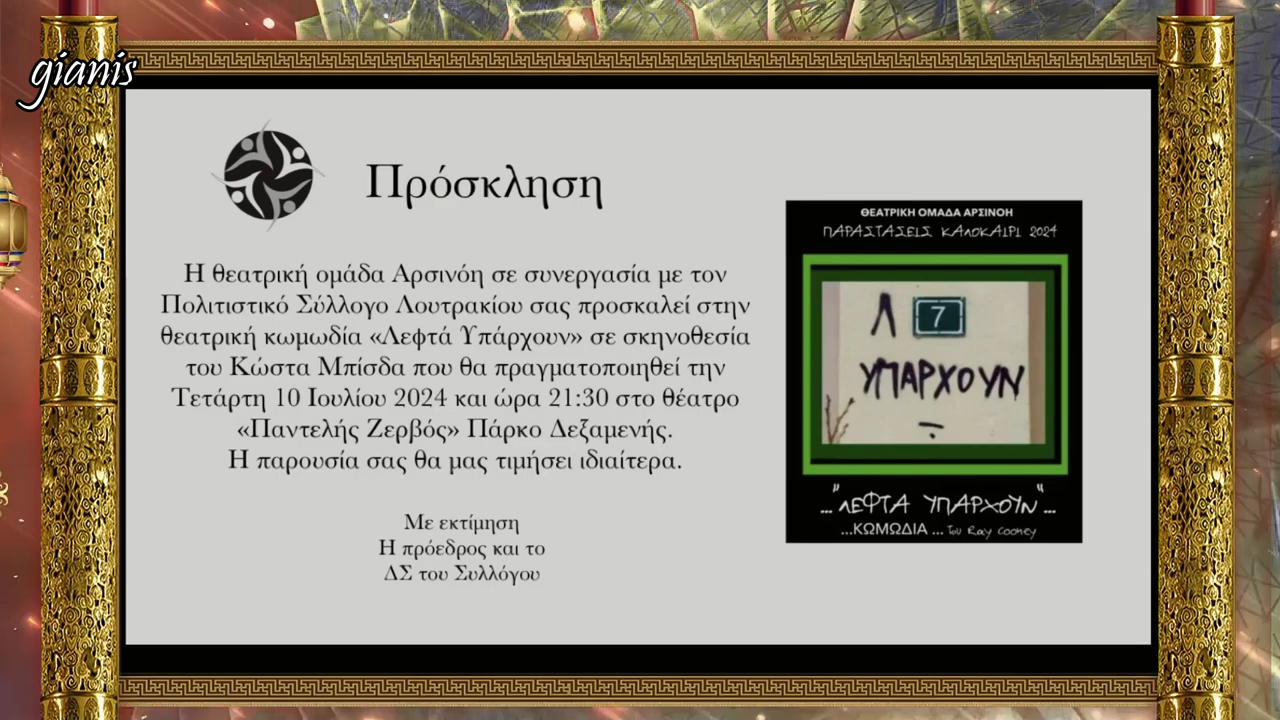 gianis
Πρόσκληση
Η θεατρική ομάδα Αρσινόη σε συνεργασία με τον
Πολιτιστικό Σύλλογο Λουτρακίου σας προσκαλεί στην
θεατρική κωμωδία «Λεφτά Υπάρχουν» σε σκηνοθεσία
του Κώστα Μπίσδα που θα πραγματοποιηθεί την
Τετάρτη 10 Ιουλίου 2024 και ώρα 21:30 στο θέατρο
«Παντελής Ζερβός» Πάρκο Δεξαμενής.
Η παρουσία σας θα μας τιμήσει ιδιαίτερα.
Με εκτίμηση
Η πρόεδρος και το
ΔΣ του Συλλόγου
ΘΕΑΤΡΙΚΗ ΟΜΑΔΑ ΑΡΣΙΝΟΗ
ΠΑΡΑΣΤΑΣΕΙΣ ΚΑΛΟΚΑΙΡΙ 2024
Λ 7
ΥΠΑΡΧΟΥΝ
..."ΛΕΦΤΑ ΥΠΑΡΧΟΥΝ"...
...ΚΩΜΩΔΙΑ ... Του Ray Cooney